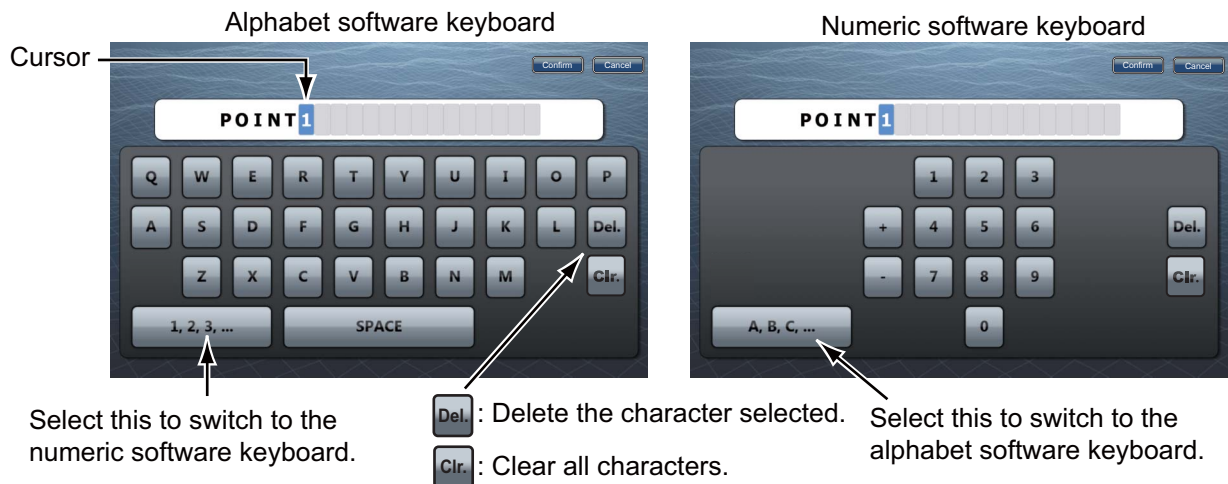 Alphabet software keyboard
Cursor
Confirm Cancel
POINT1
Q W E R T Y U I O P
A S D F G H J K L Del.
Z X C V B N M Clr.
1, 2, 3, ... SPACE
Select this to switch to the
numeric software keyboard.
Del. : Delete the character selected.
Clr. : Clear all characters.
Numeric software keyboard
Confirm Cancel
POINT1
1 2 3
+ 4 5 6 Del.
- 7 8 9 Clr.
A, B, C, ... 0
Select this to switch to the
alphabet software keyboard.